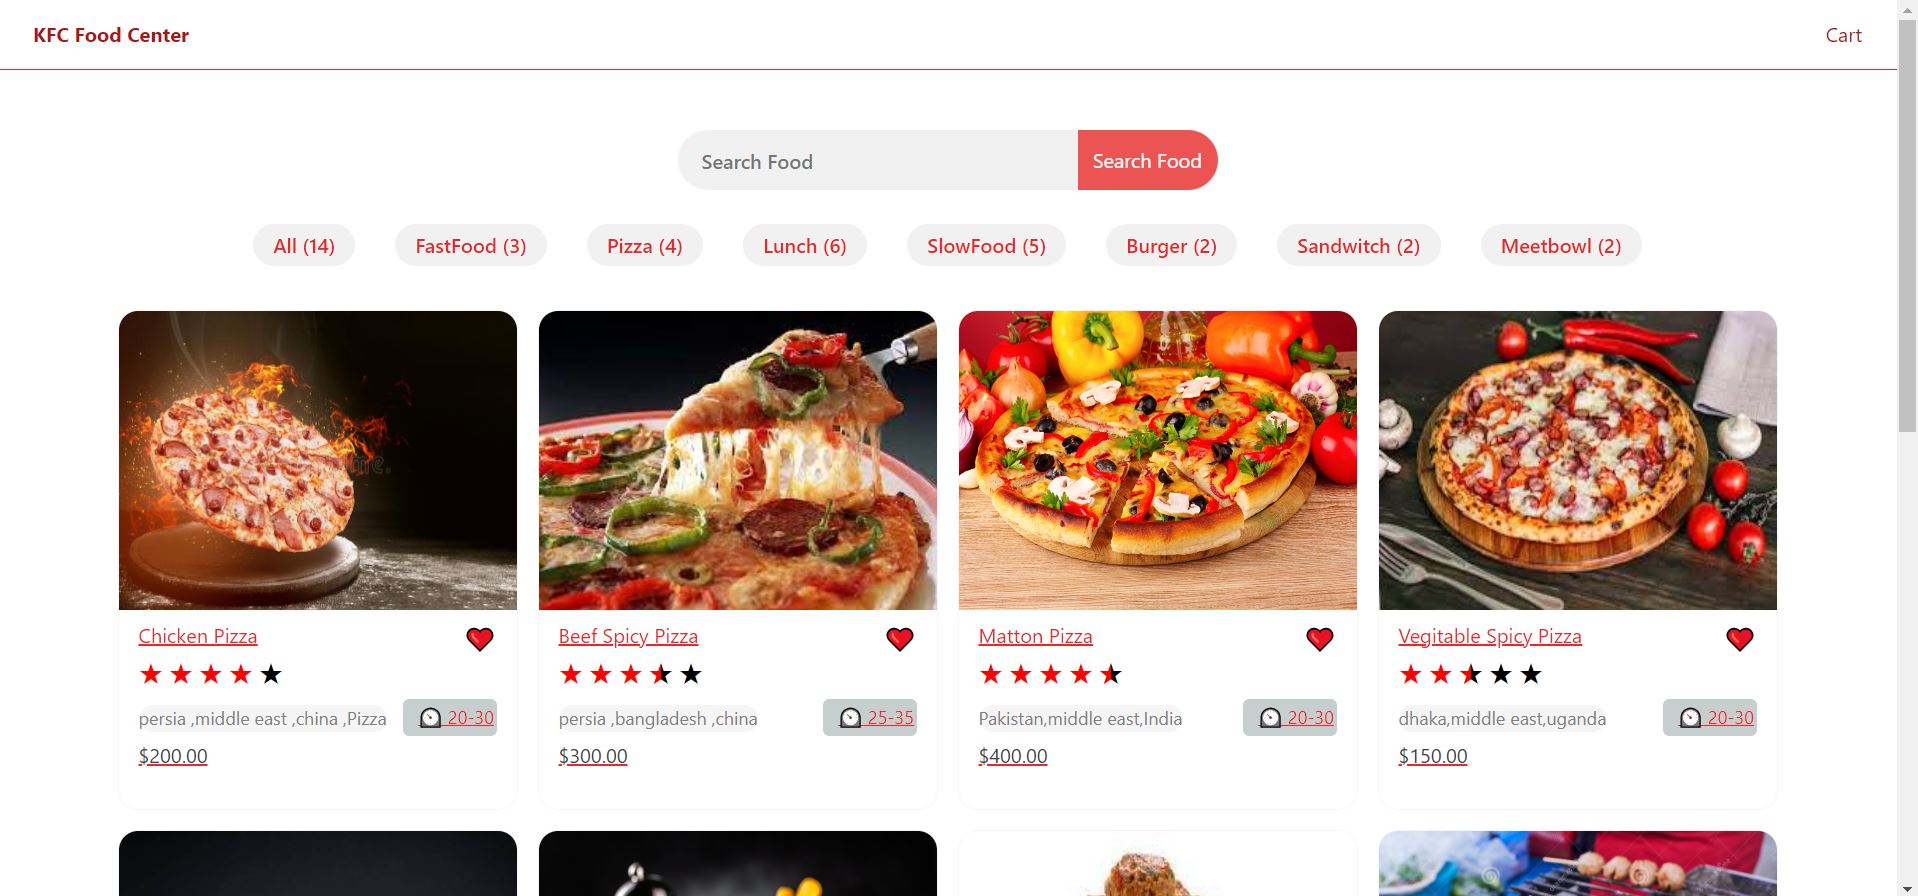 KFC Food Center
Cart
Search Food
Search Food
All (14)
FastFood (3)
Pizza (4)
Lunch (6)
SlowFood (5)
Burger (2)
Sandwitch (2)
Meetbowl (2)
Chicken Pizza
persia ,middle east ,china ,Pizza
20-30
$200.00
Beef Spicy Pizza
persia ,bangladesh ,china
25-35
$300.00
Matton Pizza
Pakistan,middle east,India
20-30
$400.00
Vegitable Spicy Pizza
dhaka,middle east,uganda
20-30
$150.00